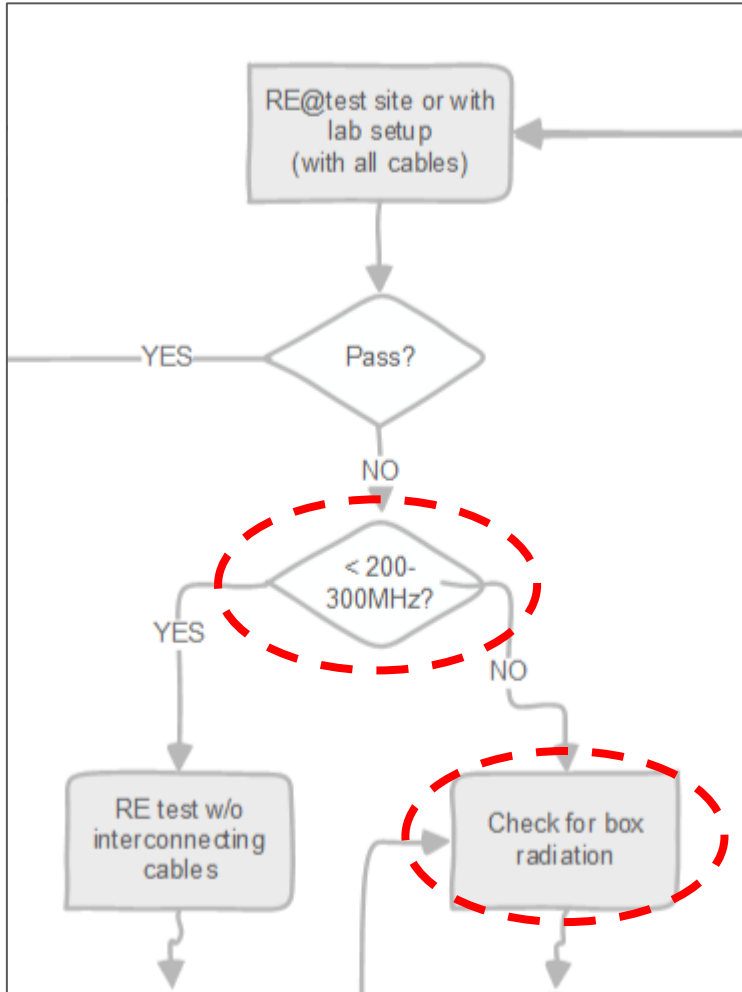 RE@test site or with
lab setup
(with all cables)
YES
Pass?
NO
< 200-
300MHz?
YES
NO
RE test w/o
interconnecting
cables
Check for box
radiation